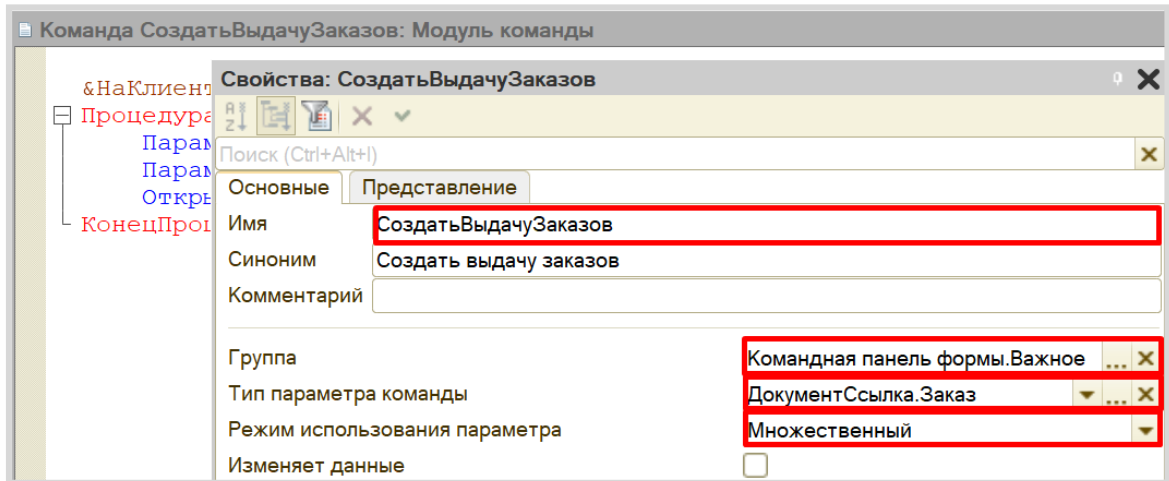 Команда СоздатьВыдачуЗаказов: Модуль команды
&НаКлиент
Процедура
Парам
Парам
Откры
КонецПроц
Свойства: СоздатьВыдачуЗаказов
Поиск (Ctrl+Alt+I)
Основные Представление
Имя СоздатьВыдачуЗаказов
Синоним Создать выдачу заказов
Комментарий
Группа Командная панель формы.Важное ...
Тип параметра команды ДокументСсылка.Заказ ...
Режим использования параметра Множественный
Изменяет данные